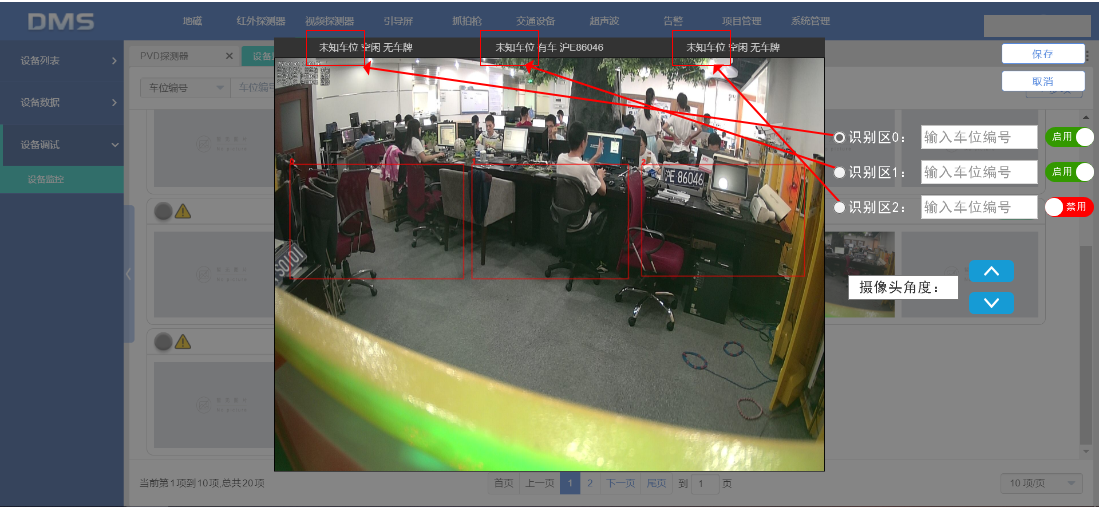 DMS
地磁 红外探测器 视频探测器 引导屏 抓拍枪 交通设备 超声波 告警 项目管理 系统管理
设备列表
设备数据
设备调试
设备监控
PVD探测器
车位编号
未知车位 空闲 无车牌
未知车位 有车 沪E86046
未知车位 空闲 无车牌
保存
取消
识别区0： 输入车位编号 启用
识别区1： 输入车位编号 启用
识别区2： 输入车位编号 禁用
PE 86046
S0101
摄像头角度：
当前第1项到10项,总共20项
首页 上一页 1 2 下一页 尾页 到 1 页
10 项/页